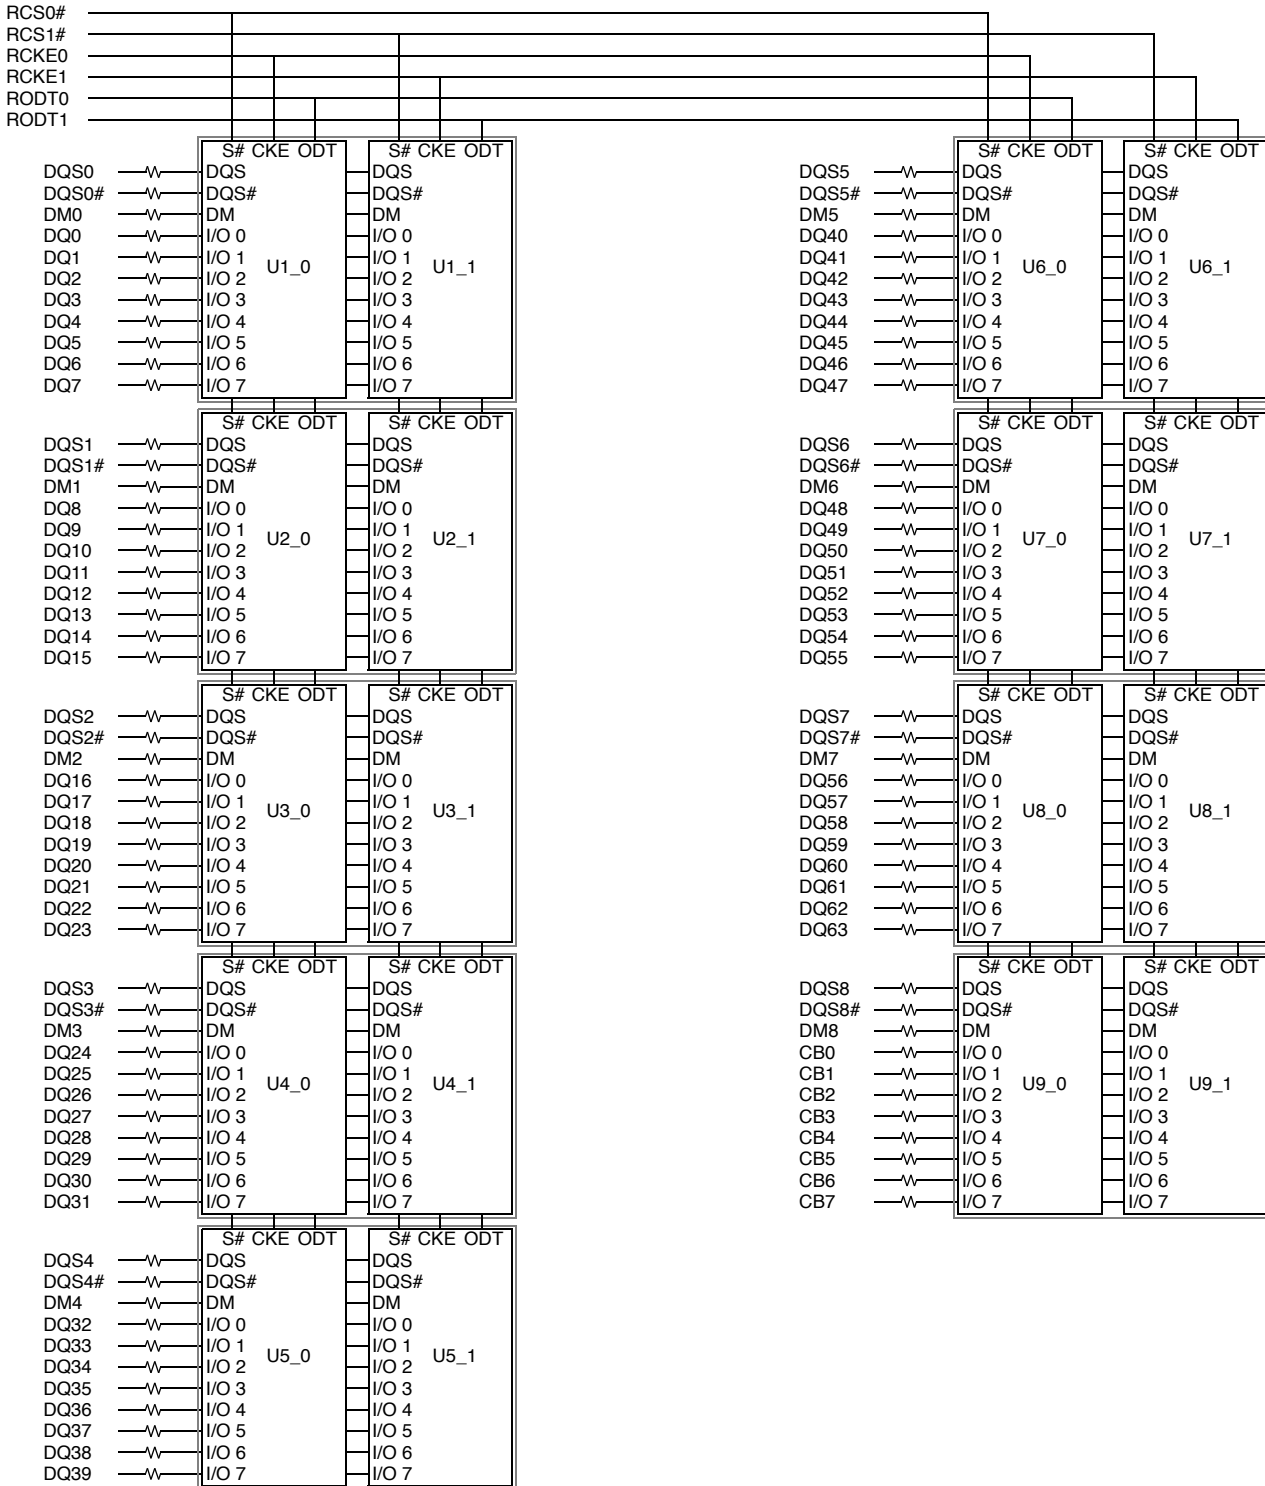 RCS0#
RCS1#
RCKE0
RCKE1
RODT0
RODT1
S# CKE ODT S# CKE ODT
DQS0 DQS DQS
DQS0# DQS# DQS#
DM0 DM DM
DQ0 I/O 0 I/O 0
DQ1 I/O 1 I/O 1
U1_0 U1_1
DQ2 I/O 2 I/O 2
DQ3 I/O 3 I/O 3
DQ4 I/O 4 I/O 4
DQ5 I/O 5 I/O 5
DQ6 I/O 6 I/O 6
DQ7 I/O 7 I/O 7
S# CKE ODT S# CKE ODT
DQS1 DQS DQS
DQS1# DQS# DQS#
DM1 DM DM
DQ8 I/O 0 I/O 0
DQ9 I/O 1 I/O 1
U2_0 U2_1
DQ10 I/O 2 I/O 2
DQ11 I/O 3 I/O 3
DQ12 I/O 4 I/O 4
DQ13 I/O 5 I/O 5
DQ14 I/O 6 I/O 6
DQ15 I/O 7 I/O 7
S# CKE ODT S# CKE ODT
DQS2 DQS DQS
DQS2# DQS# DQS#
DM2 DM DM
DQ16 I/O 0 I/O 0
DQ17 I/O 1 I/O 1
U3_0 U3_1
DQ18 I/O 2 I/O 2
DQ19 I/O 3 I/O 3
DQ20 I/O 4 I/O 4
DQ21 I/O 5 I/O 5
DQ22 I/O 6 I/O 6
DQ23 I/O 7 I/O 7
S# CKE ODT S# CKE ODT
DQS3 DQS DQS
DQS3# DQS# DQS#
DM3 DM DM
DQ24 I/O 0 I/O 0
DQ25 I/O 1 I/O 1
U4_0 U4_1
DQ26 I/O 2 I/O 2
DQ27 I/O 3 I/O 3
DQ28 I/O 4 I/O 4
DQ29 I/O 5 I/O 5
DQ30 I/O 6 I/O 6
DQ31 I/O 7 I/O 7
S# CKE ODT S# CKE ODT
DQS4 DQS DQS
DQS4# DQS# DQS#
DM4 DM DM
DQ32 I/O 0 I/O 0
DQ33 I/O 1 I/O 1
U5_0 U5_1
DQ34 I/O 2 I/O 2
DQ35 I/O 3 I/O 3
DQ36 I/O 4 I/O 4
DQ37 I/O 5 I/O 5
DQ38 I/O 6 I/O 6
DQ39 I/O 7 I/O 7
S# CKE ODT S# CKE ODT
DQS5 DQS DQS
DQS5# DQS# DQS#
DM5 DM DM
DQ40 I/O 0 I/O 0
DQ41 I/O 1 I/O 1
U6_0 U6_1
DQ42 I/O 2 I/O 2
DQ43 I/O 3 I/O 3
DQ44 I/O 4 I/O 4
DQ45 I/O 5 I/O 5
DQ46 I/O 6 I/O 6
DQ47 I/O 7 I/O 7
S# CKE ODT S# CKE ODT
DQS6 DQS DQS
DQS6# DQS# DQS#
DM6 DM DM
DQ48 I/O 0 I/O 0
DQ49 I/O 1 I/O 1
U7_0 U7_1
DQ50 I/O 2 I/O 2
DQ51 I/O 3 I/O 3
DQ52 I/O 4 I/O 4
DQ53 I/O 5 I/O 5
DQ54 I/O 6 I/O 6
DQ55 I/O 7 I/O 7
S# CKE ODT S# CKE ODT
DQS7 DQS DQS
DQS7# DQS# DQS#
DM7 DM DM
DQ56 I/O 0 I/O 0
DQ57 I/O 1 I/O 1
U8_0 U8_1
DQ58 I/O 2 I/O 2
DQ59 I/O 3 I/O 3
DQ60 I/O 4 I/O 4
DQ61 I/O 5 I/O 5
DQ62 I/O 6 I/O 6
DQ63 I/O 7 I/O 7
S# CKE ODT S# CKE ODT
DQS8 DQS DQS
DQS8# DQS# DQS#
DM8 DM DM
CB0 I/O 0 I/O 0
CB1 I/O 1 I/O 1
U9_0 U9_1
CB2 I/O 2 I/O 2
CB3 I/O 3 I/O 3
CB4 I/O 4 I/O 4
CB5 I/O 5 I/O 5
CB6 I/O 6 I/O 6
CB7 I/O 7 I/O 7